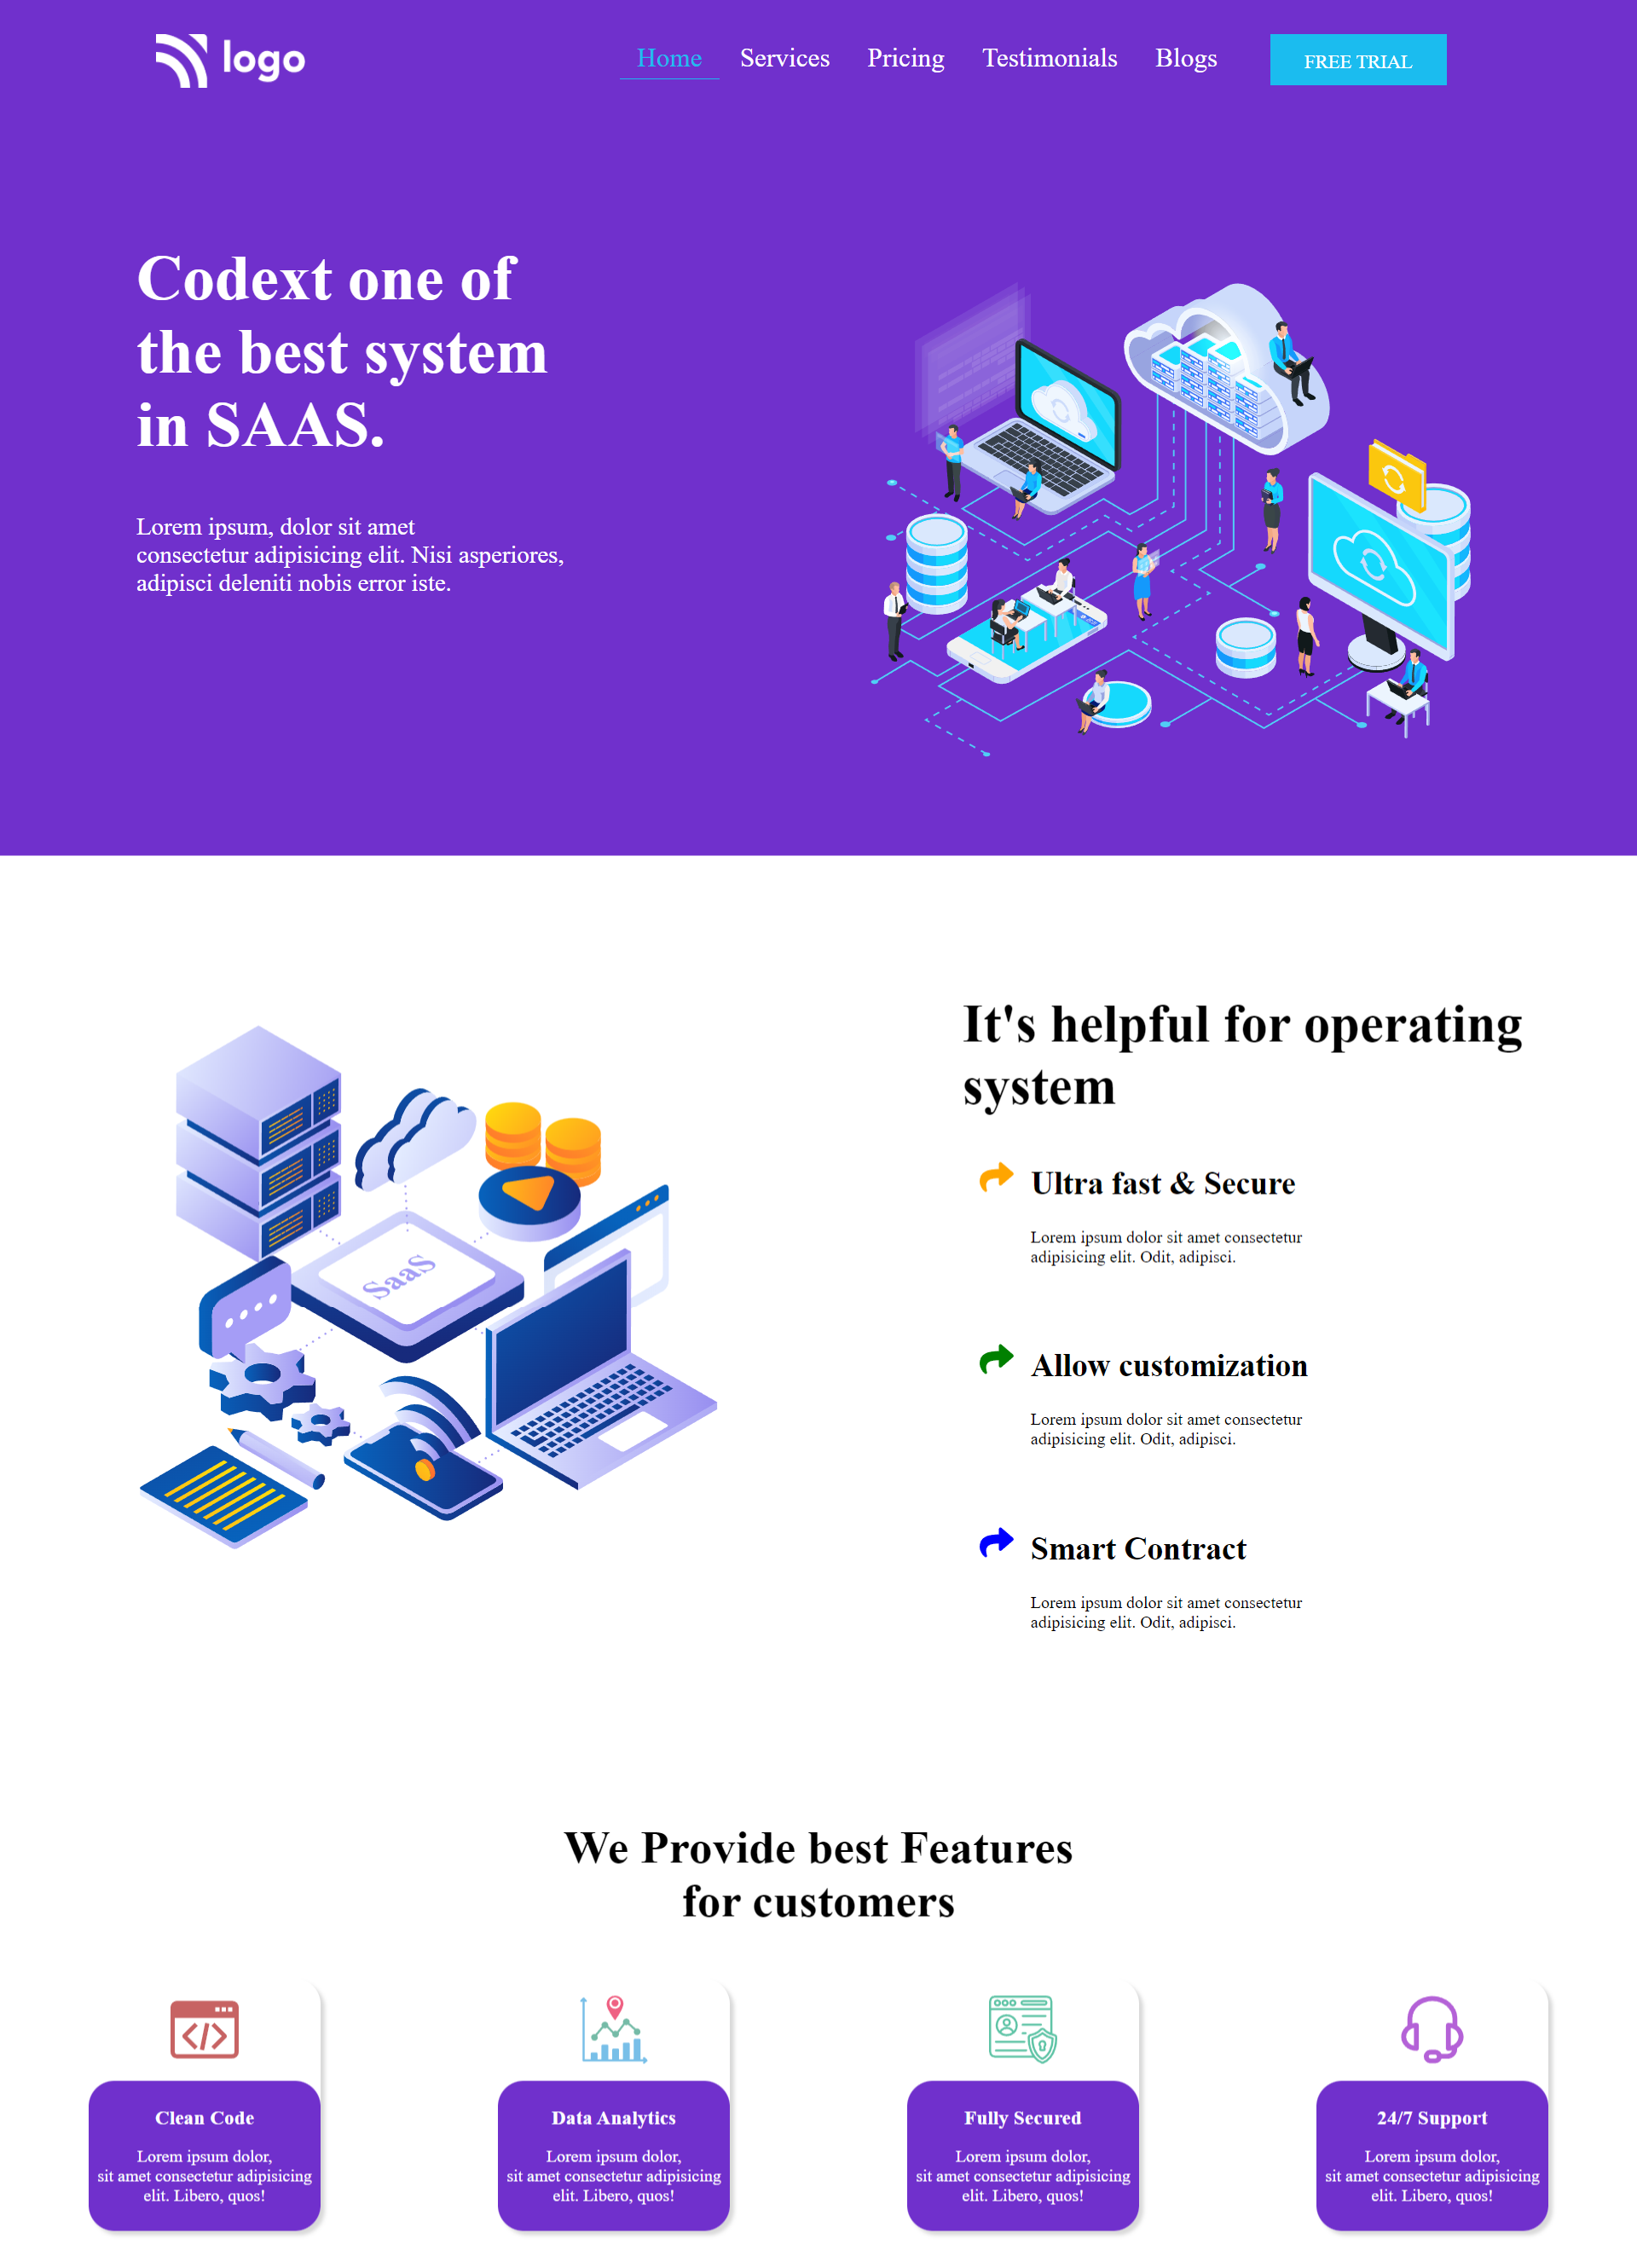 logo
Home Services Pricing Testimonials Blogs FREE TRIAL
Codext one of
the best system
in SAAS.
Lorem ipsum, dolor sit amet
consectetur adipisicing elit. Nisi asperiores,
adipisci deleniti nobis error iste.
SaaS
It's helpful for operating
system
Ultra fast & Secure
Lorem ipsum dolor sit amet consectetur
adipisicing elit. Odit, adipisci.
Allow customization
Lorem ipsum dolor sit amet consectetur
adipisicing elit. Odit, adipisci.
Smart Contract
Lorem ipsum dolor sit amet consectetur
adipisicing elit. Odit, adipisci.
We Provide best Features
for customers
Clean Code
Lorem ipsum dolor,
sit amet consectetur adipisicing
elit. Libero, quos!
Data Analytics
Lorem ipsum dolor,
sit amet consectetur adipisicing
elit. Libero, quos!
Fully Secured
Lorem ipsum dolor,
sit amet consectetur adipisicing
elit. Libero, quos!
24/7 Support
Lorem ipsum dolor,
sit amet consectetur adipisicing
elit. Libero, quos!